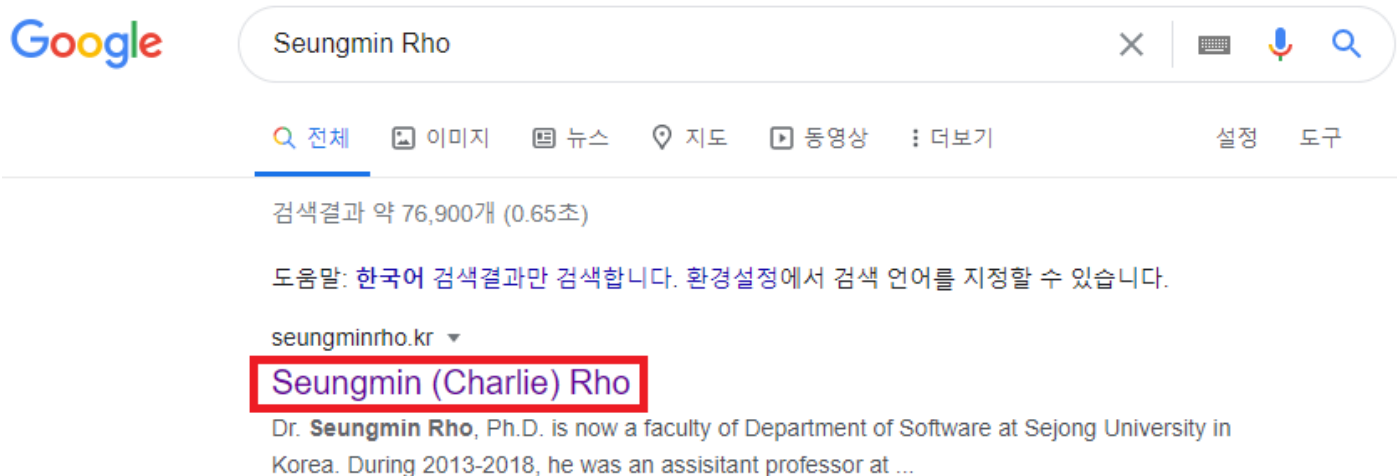 Google
Seungmin Rho
전체 이미지 뉴스 지도 동영상 더보기 설정 도구
검색결과 약 76,900개 (0.65초)
도움말: 한국어 검색결과만 검색합니다. 환경설정에서 검색 언어를 지정할 수 있습니다.
seungminrho.kr
Seungmin (Charlie) Rho
Dr. Seungmin Rho, Ph.D. is now a faculty of Department of Software at Sejong University in
Korea. During 2013-2018, he was an assisitant professor at ...